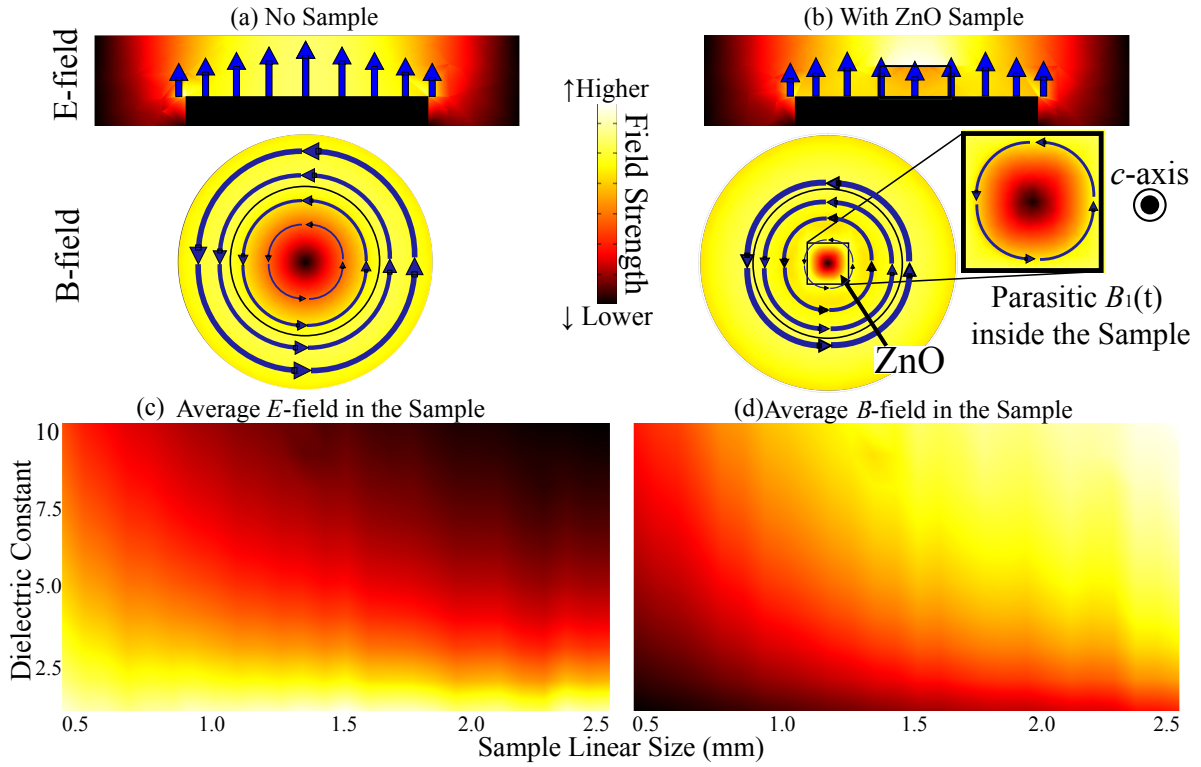 (a) No Sample
(b) With ZnO Sample
E-field
↑Higher
Field Strength
↓ Lower
B-field
c-axis
Parasitic B₁(t)
inside the Sample
ZnO
(c) Average E-field in the Sample
(d) Average B-field in the Sample
Dielectric Constant
10
7.5
5.0
2.5
0.5 1.0 1.5 2.0 2.5
0.5 1.0 1.5 2.0 2.5
Sample Linear Size (mm)